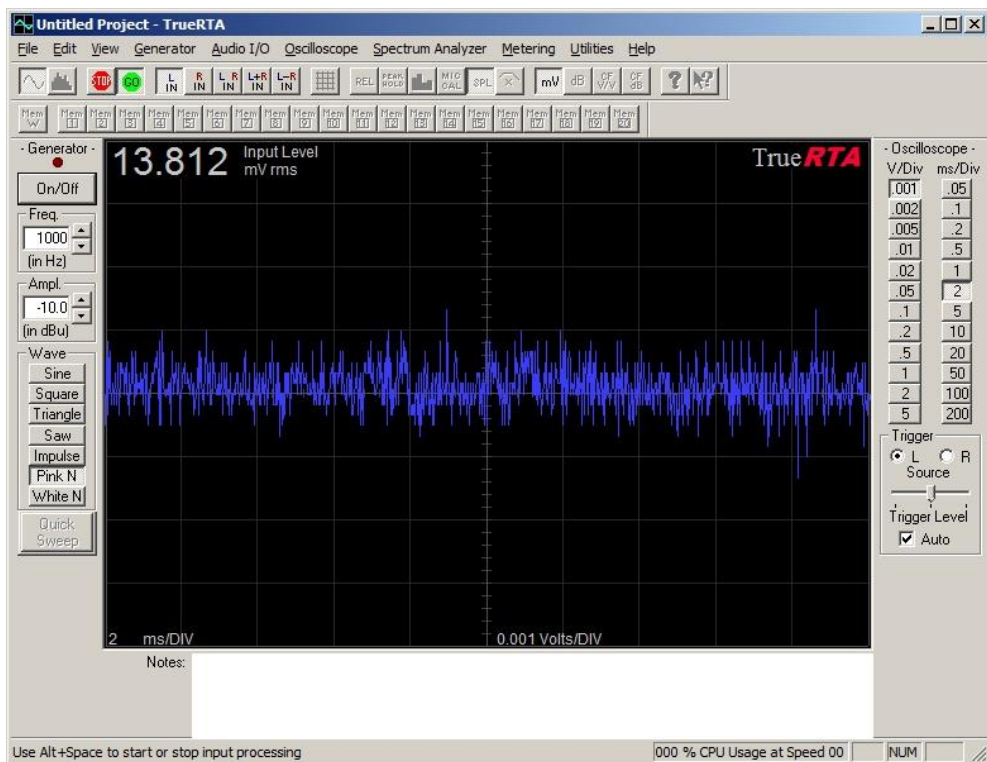 Untitled Project - TrueRTA
File Edit View Generator Audio I/O Oscilloscope Spectrum Analyzer Metering Utilities Help
STOP GO L IN R IN L R IN L+R IN L-R IN REL PEAK HOLD MIC CAL SPL mV dB CF V/V CF dB ? ?
Mem W Mem 1 Mem 2 Mem 3 Mem 4 Mem 5 Mem 6 Mem 7 Mem 8 Mem 9 Mem 10 Mem 11 Mem 12 Mem 13 Mem 14 Mem 15 Mem 16 Mem 17 Mem 18 Mem 19 Mem 20
- Generator -
On/Off
Freq.
1000
(in Hz)
Ampl.
-10.0
(in dBu)
Wave
Sine
Square
Triangle
Saw
Impulse
Pink N
White N
Quick
Sweep
13.812 Input Level
mV rms
TrueRTA
2 ms/DIV
0.001 Volts/DIV
- Oscilloscope -
V/Div ms/Div
.001 .05
.002 .1
.005 .2
.01 .5
.02 1
.05 2
.1 5
.2 10
.5 20
1 50
2 100
5 200
Trigger
L R
Source
Trigger Level
Auto
Notes:
Use Alt+Space to start or stop input processing
000 % CPU Usage at Speed 00
NUM